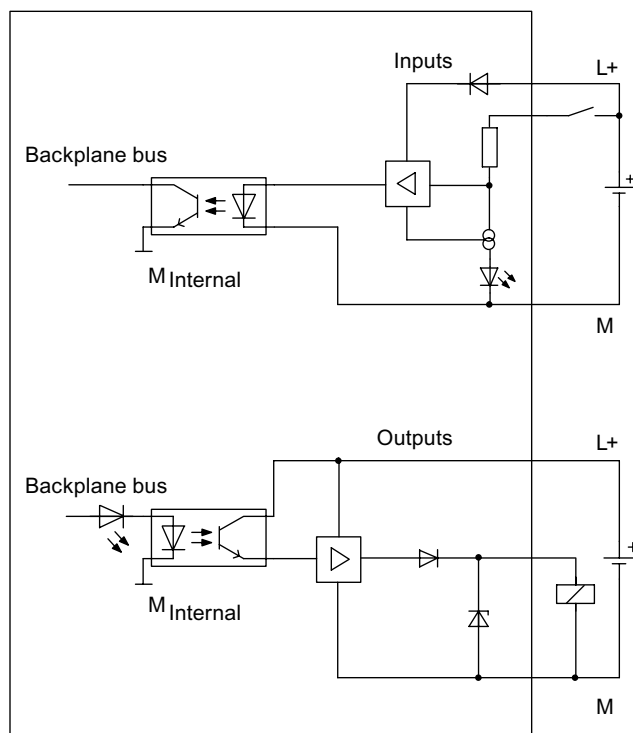 Inputs
L+
Backplane bus
+
M Internal
M
Outputs
L+
Backplane bus
+
M Internal
M